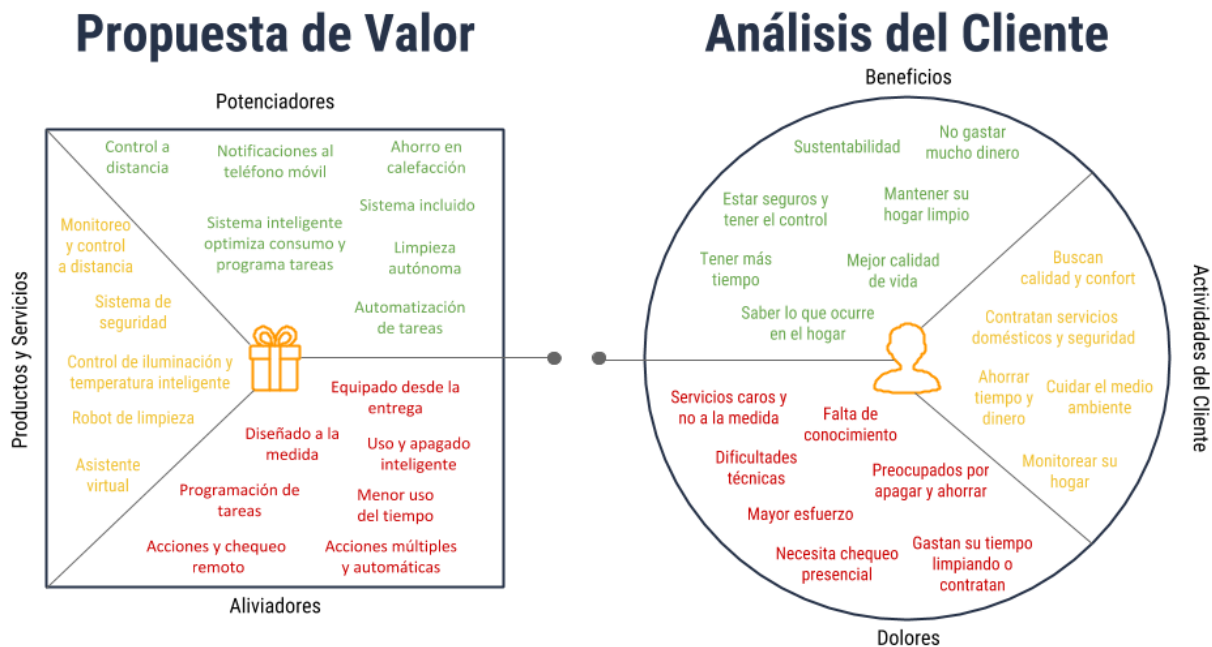 Propuesta de Valor
Potenciadores
Control a
distancia
Notificaciones al
teléfono móvil
Ahorro en
calefacción
Sistema incluido
Sistema inteligente
optimiza consumo y
programa tareas
Limpieza
autónoma
Automatización
de tareas
Productos y Servicios
Monitoreo
y control
a distancia
Sistema de
seguridad
Control de iluminación y
temperatura inteligente
Robot de limpieza
Asistente
virtual
Equipado desde la
entrega
Diseñado a la
medida
Uso y apagado
inteligente
Programación de
tareas
Menor uso
del tiempo
Acciones y chequeo
remoto
Acciones múltiples
y automáticas
Aliviadores
Análisis del Cliente
Beneficios
Sustentabilidad
No gastar
mucho dinero
Estar seguros y
tener el control
Mantener su
hogar limpio
Tener más
tiempo
Mejor calidad
de vida
Saber lo que ocurre
en el hogar
Buscan
calidad y confort
Contratan servicios
domésticos y seguridad
Ahorrar
tiempo y
dinero
Cuidar el medio
ambiente
Monitorear su
hogar
Actividades del Cliente
Servicios caros y
no a la medida
Falta de
conocimiento
Dificultades
técnicas
Preocupados por
apagar y ahorrar
Mayor esfuerzo
Necesita chequeo
presencial
Gastan su tiempo
limpiando o
contratan
Dolores